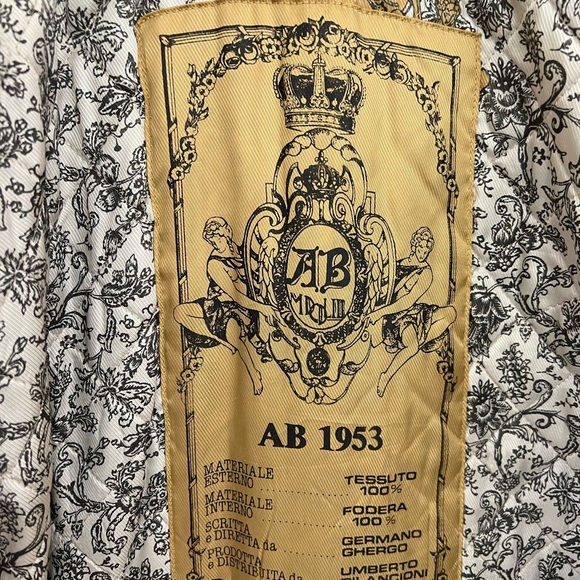 AB
AB 1953
MATERIALE ESTERNO ........... TESSUTO 100%
MATERIALE INTERNO ........... FODERA 100%
SCRITTA e DIRETTA da ........ GERMANO GHERGO
PRODOTTA e DISTRIBUITA da ... UMBERTO